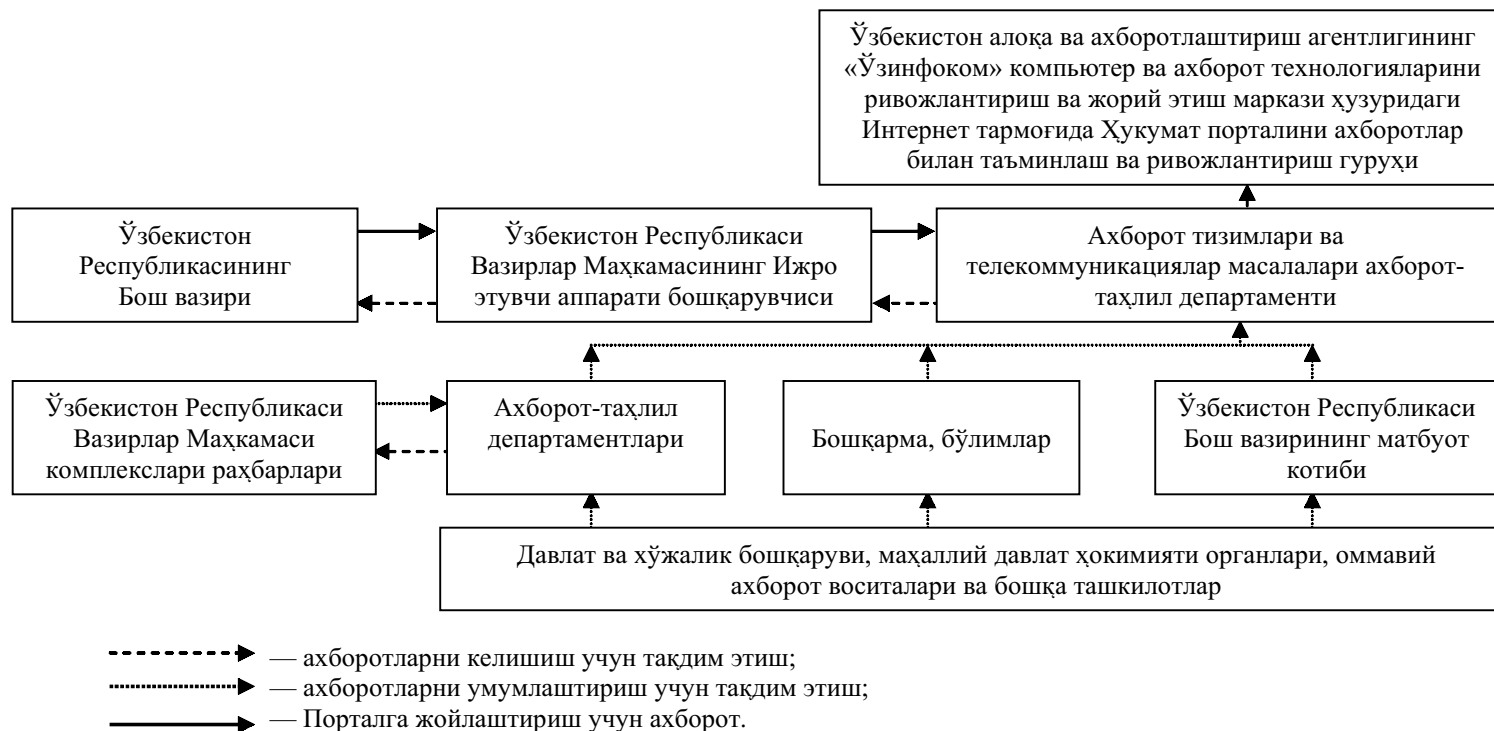 Ўзбекистон алоқа ва ахборотлаштириш агентлигининг
«Ўзинфоком» компьютер ва ахборот технологияларини
ривожлантириш ва жорий этиш маркази ҳузуридаги
Интернет тармоғида Ҳукумат порталини ахборотлар
билан таъминлаш ва ривожлантириш гуруҳи
Ўзбекистон
Республикасининг
Бош вазири
Ўзбекистон Республикаси
Вазирлар Маҳкамасининг Ижро
этувчи аппарати бошқарувчиси
Ахборот тизимлари ва
телекоммуникациялар масалалари ахборот-
таҳлил департаменти
Ўзбекистон Республикаси
Вазирлар Маҳкамаси
комплекслари раҳбарлари
Ахборот-таҳлил
департаментлари
Бошқарма, бўлимлар
Ўзбекистон Республикаси
Бош вазирининг матбуот
котиби
Давлат ва хўжалик бошқаруви, маҳаллий давлат ҳокимияти органлари, оммавий
ахборот воситалари ва бошқа ташкилотлар
— ахборотларни келишиш учун тақдим этиш;
— ахборотларни умумлаштириш учун тақдим этиш;
— Порталга жойлаштириш учун ахборот.